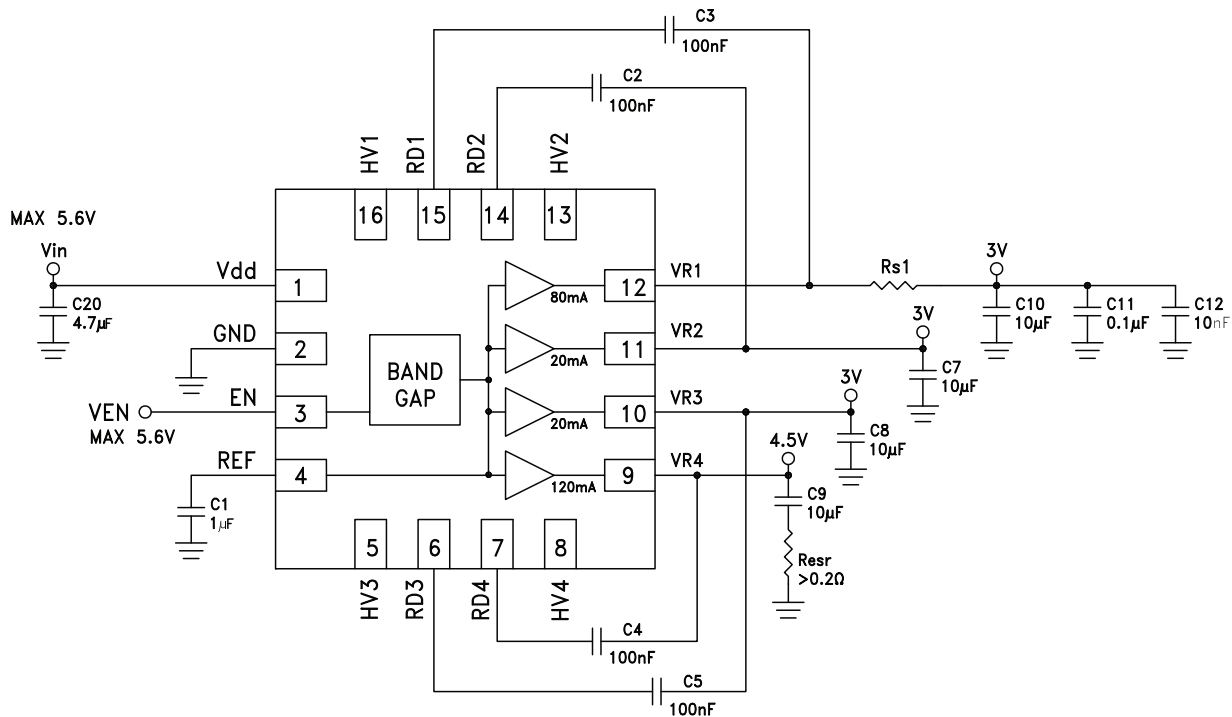 C3
100nF
C2
100nF
HV1
RD1
RD2
HV2
16
15
14
13
MAX 5.6V
Vin
Vdd
1
C20
4.7µF
GND
2
EN
3
VEN
MAX 5.6V
REF
4
C1
1µF
BAND
GAP
80mA
20mA
20mA
120mA
12
VR1
11
VR2
10
VR3
9
VR4
Rs1
3V
C10
10µF
C11
0.1µF
C12
10nF
3V
C7
10µF
3V
C8
10µF
4.5V
C9
10µF
Resr
>0.2Ω
5
6
7
8
HV3
RD3
RD4
HV4
C4
100nF
C5
100nF